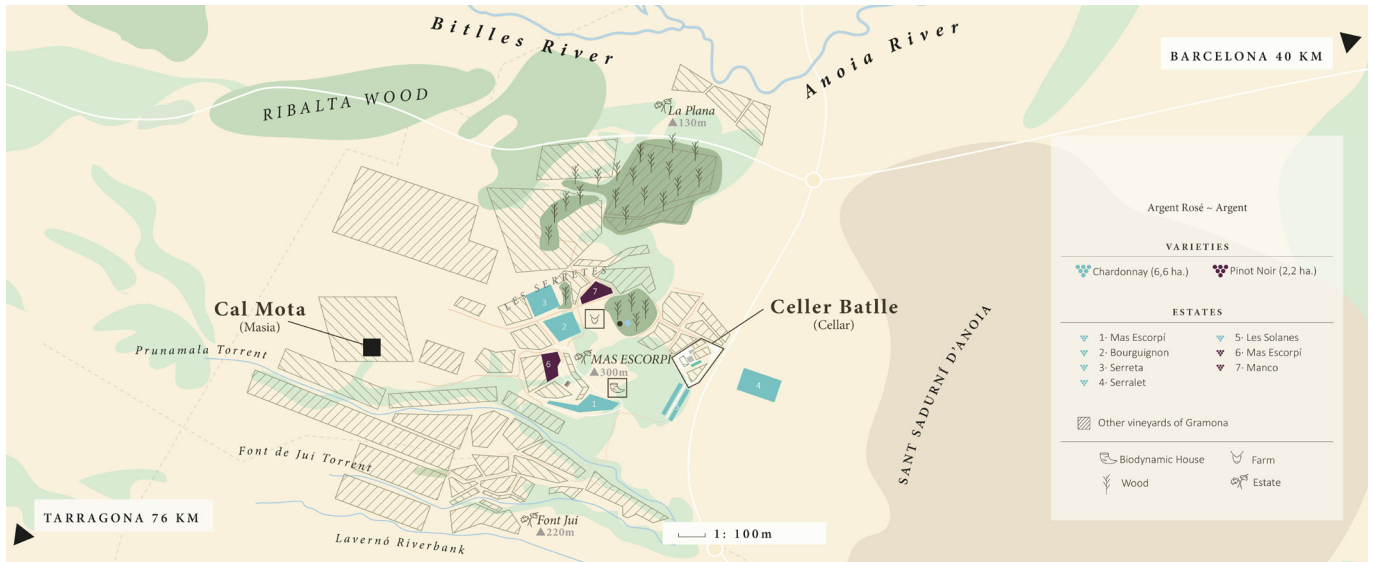 Bitlles River
Anoia River
BARCELONA 40 KM
RIBALTA WOOD
La Plana
130m
LES SERRETES
3
7
2
Cal Mota
(Masia)
Celler Batlle
(Cellar)
Prunamala Torrent
MAS ESCORPÍ
300m
6
4
1
SANT SADURNÍ D'ANOIA
Font de Jui Torrent
TARRAGONA 76 KM
Font Jui
220m
Lavernó Riverbank
1: 100m
Argent Rosé ~ Argent
VARIETIES
Chardonnay (6,6 ha.)
Pinot Noir (2,2 ha.)
ESTATES
1· Mas Escorpí
2· Bourguignon
3· Serreta
4· Serralet
5· Les Solanes
6· Mas Escorpí
7· Manco
Other vineyards of Gramona
Biodynamic House
Farm
Wood
Estate